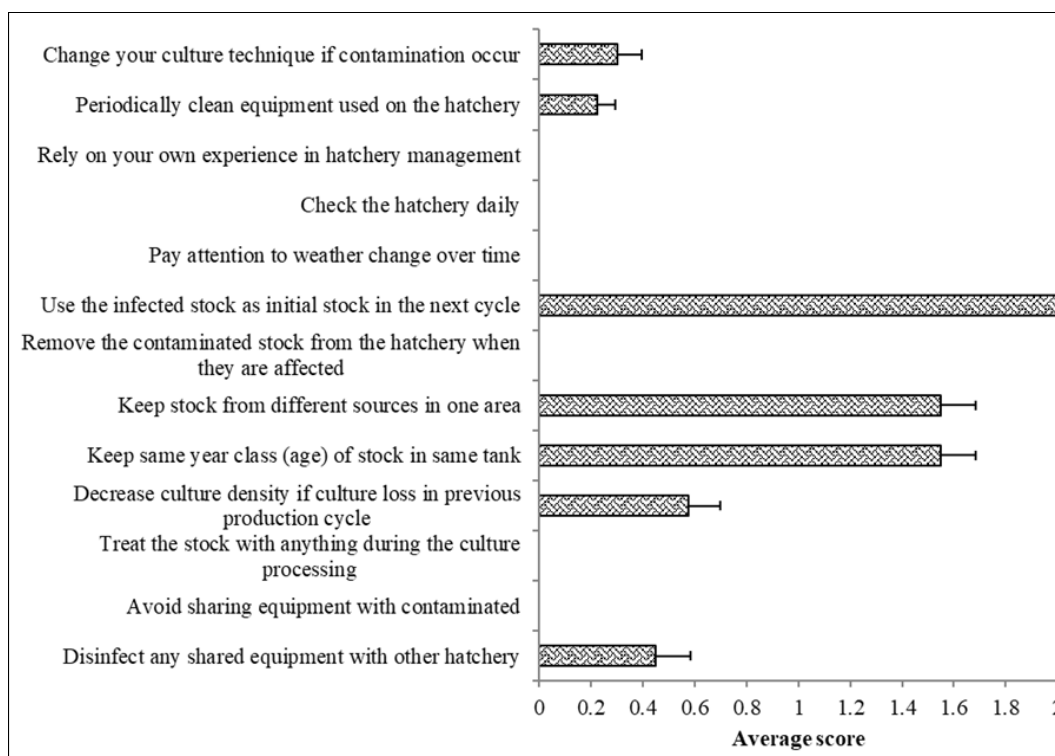 Change your culture technique if contamination occur
Periodically clean equipment used on the hatchery
Rely on your own experience in hatchery management
Check the hatchery daily
Pay attention to weather change over time
Use the infected stock as initial stock in the next cycle
Remove the contaminated stock from the hatchery when
they are affected
Keep stock from different sources in one area
Keep same year class (age) of stock in same tank
Decrease culture density if culture loss in previous
production cycle
Treat the stock with anything during the culture
processing
Avoid sharing equipment with contaminated
Disinfect any shared equipment with other hatchery
0 0.2 0.4 0.6 0.8 1 1.2 1.4 1.6 1.8 2
Average score